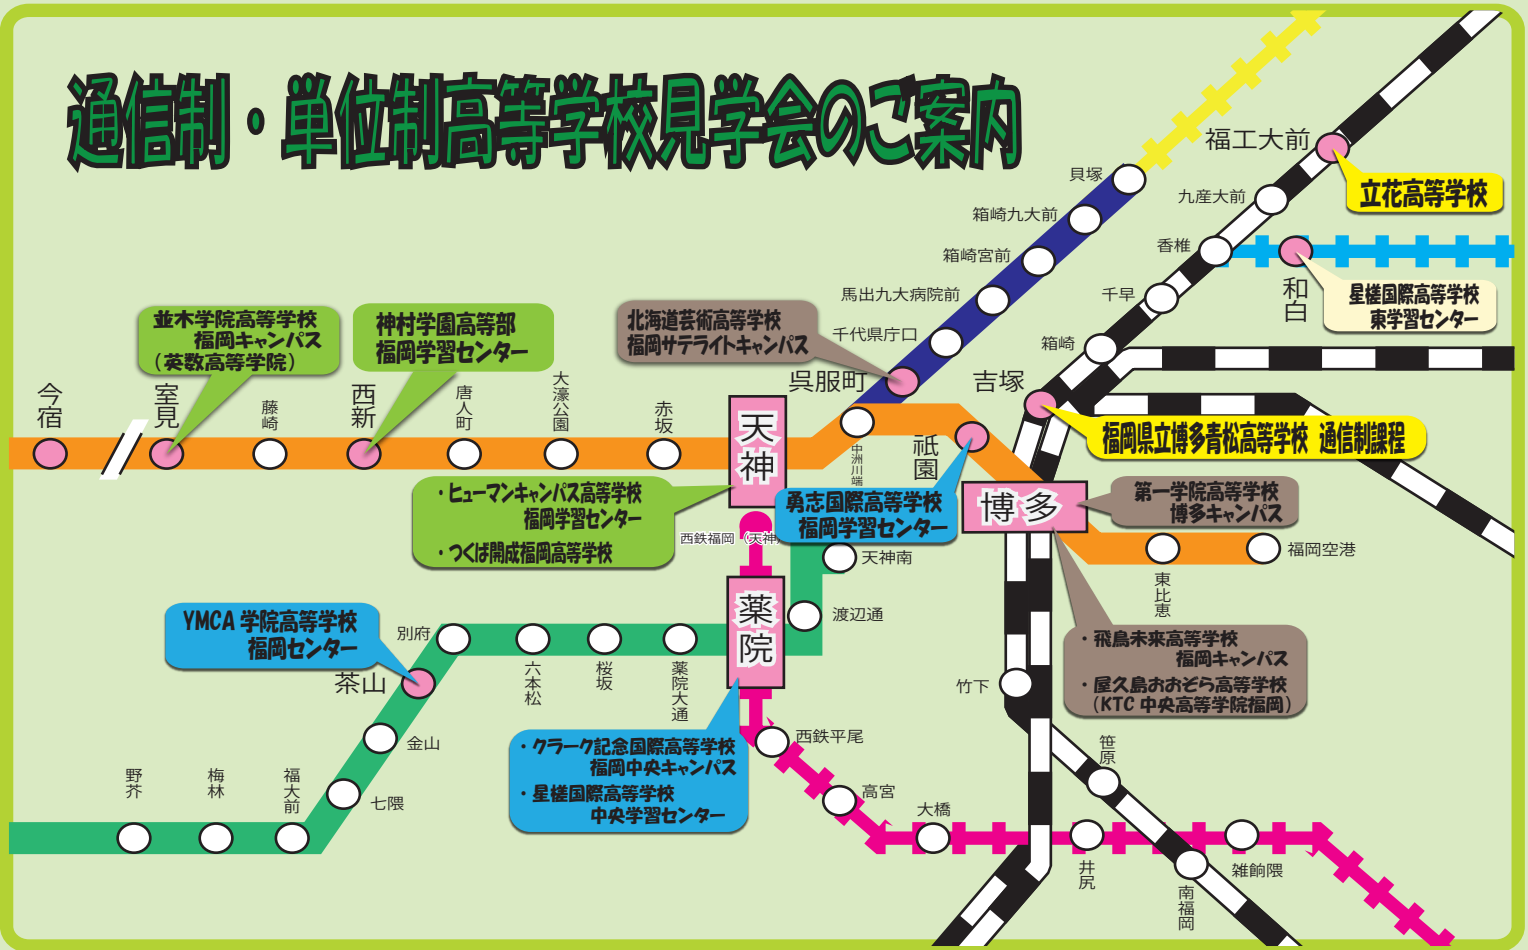 通信制・単位制高等学校見学会のご案内
福工大前
立花高等学校
貝塚
九産大前
箱崎九大前
香椎
箱崎宮前
和白
星槎国際高等学校
東学習センター
馬出九大病院前
千早
並木学院高等学校
福岡キャンパス
（英数高等学院）
神村学園高等部
福岡学習センター
北海道芸術高等学校
福岡サテライトキャンパス
千代県庁口
箱崎
呉服町
吉塚
今宿
室見
藤崎
西新
唐人町
大濠公園
赤坂
天神
中洲川端
祇園
福岡県立博多青松高等学校 通信制課程
・ヒューマンキャンパス高等学校
福岡学習センター
・つくば開成福岡高等学校
勇志国際高等学校
福岡学習センター
博多
第一学院高等学校
博多キャンパス
西鉄福岡（天神）
天神南
福岡空港
東比恵
薬院
渡辺通
YMCA 学院高等学校
福岡センター
別府
六本松
桜坂
薬院大通
茶山
・飛鳥未来高等学校
福岡キャンパス
・屋久島おおぞら高等学校
（KTC 中央高等学院福岡）
竹下
金山
西鉄平尾
・クラーク記念国際高等学校
福岡中央キャンパス
・星槎国際高等学校
中央学習センター
笹原
野芥
梅林
福大前
七隈
高宮
大橋
井尻
雑餉隈
南福岡